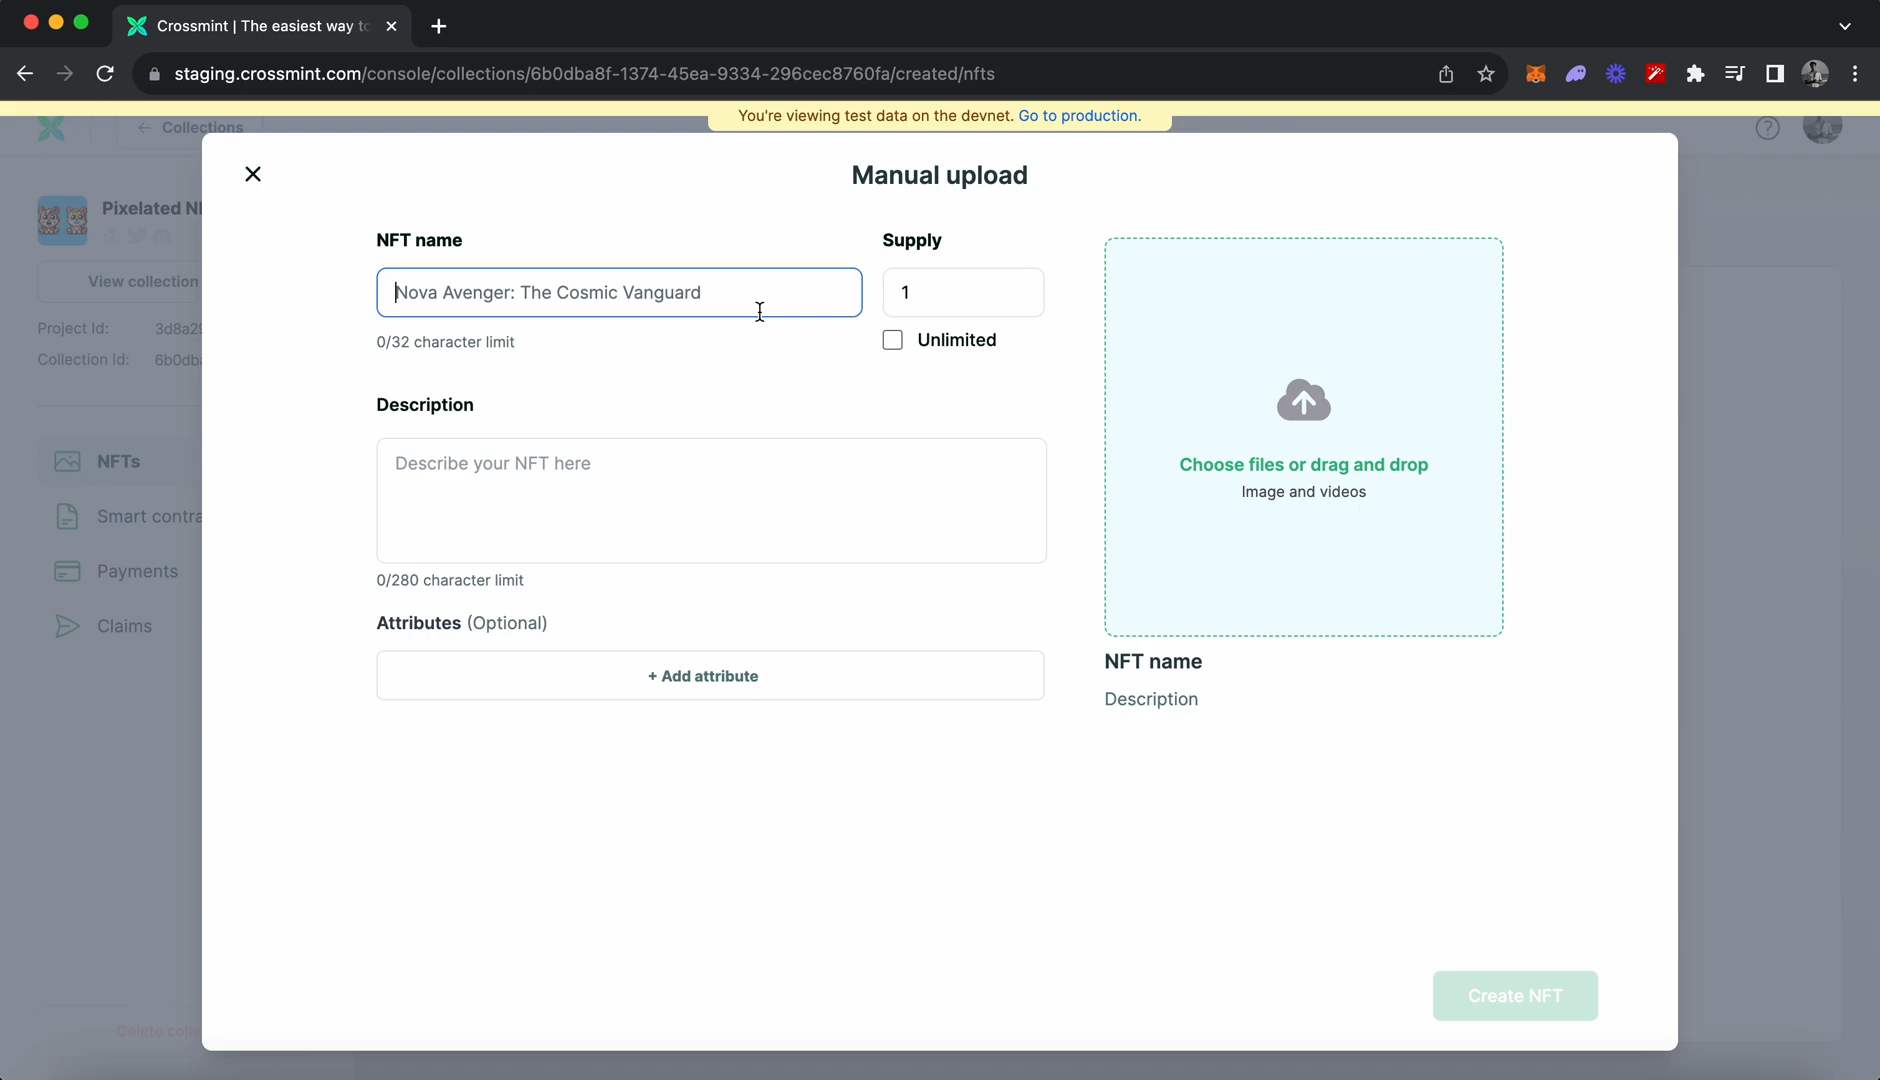 Crossmint | The easiest way to
staging.crossmint.com/console/collections/6b0dba8f-1374-45ea-9334-296cec8760fa/created/nfts
You're viewing test data on the devnet. Go to production.
Collections
Manual upload
Pixelated
View collection
Project Id: 3d8a2
Collection Id: 6b0db
NFTs
Smart contra
Payments
Claims
Delete colle
NFT name
Nova Avenger: The Cosmic Vanguard
0/32 character limit
Supply
1
Unlimited
Description
Describe your NFT here
0/280 character limit
Attributes (Optional)
+ Add attribute
Choose files or drag and drop
Image and videos
NFT name
Description
Create NFT